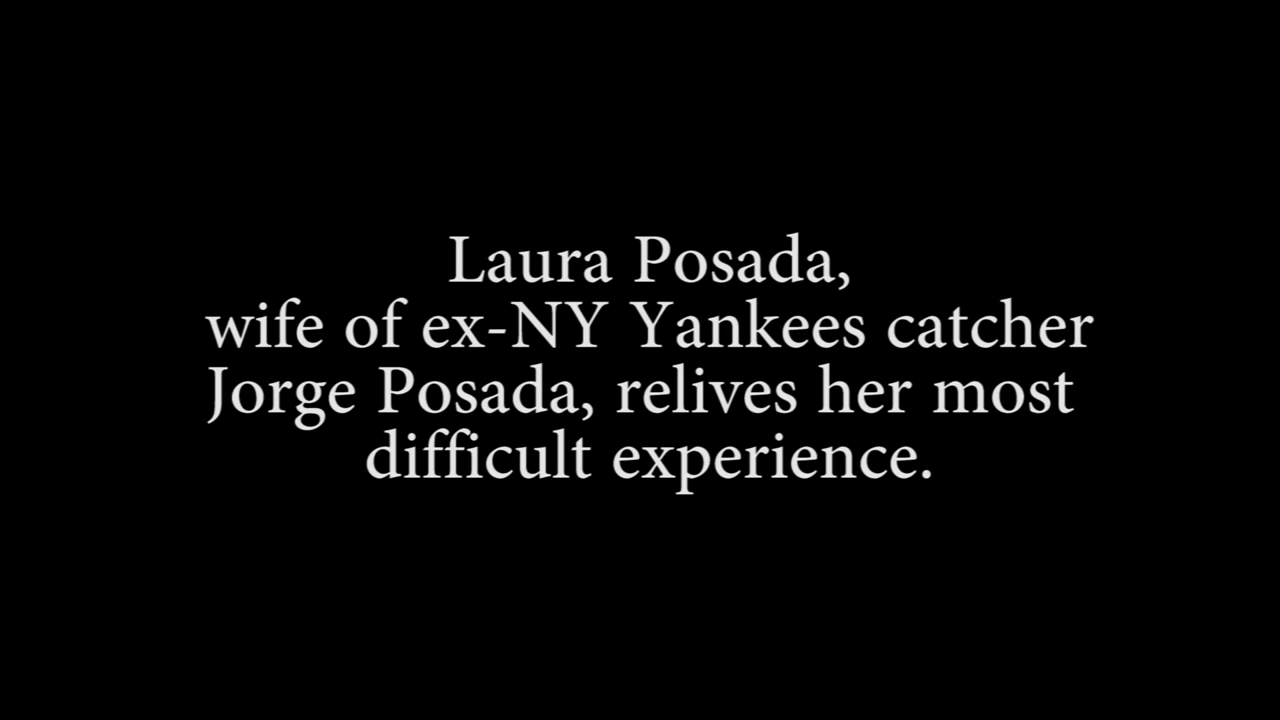 Laura Posada,
wife of ex-NY Yankees catcher
Jorge Posada, relives her most
difficult experience.